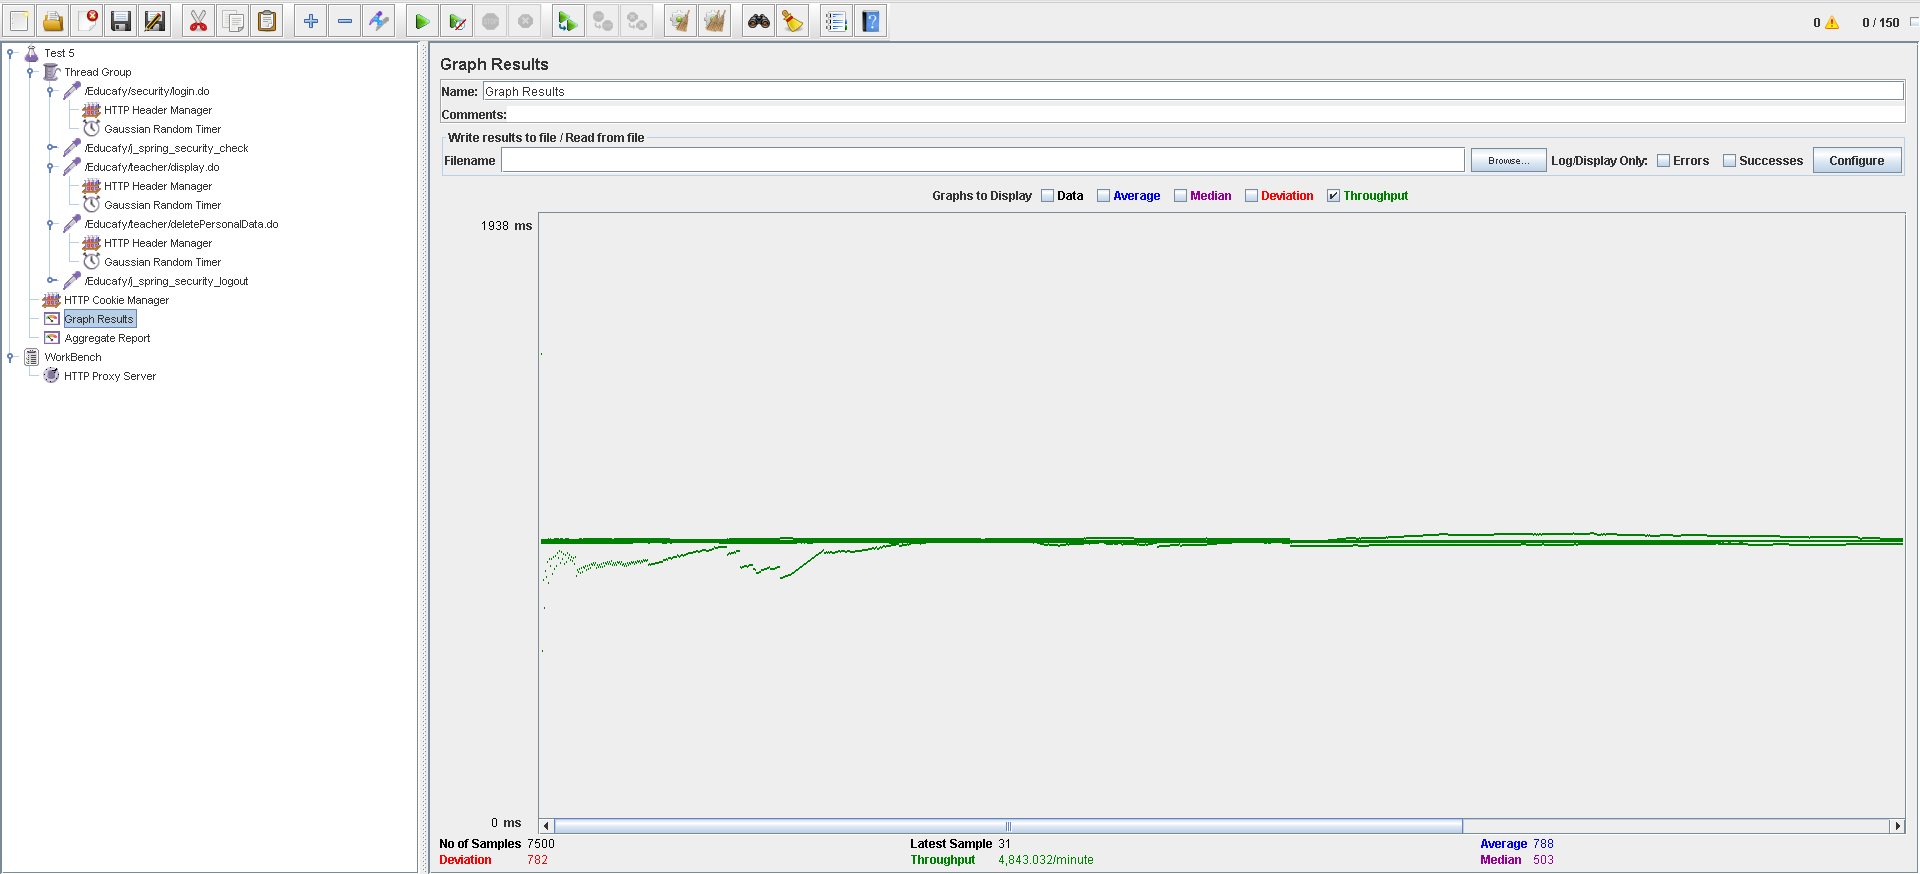 0
0 / 150
Test 5
Thread Group
/Educafy/security/login.do
HTTP Header Manager
Gaussian Random Timer
/Educafy/j_spring_security_check
/Educafy/teacher/display.do
HTTP Header Manager
Gaussian Random Timer
/Educafy/teacher/deletePersonalData.do
HTTP Header Manager
Gaussian Random Timer
/Educafy/j_spring_security_logout
HTTP Cookie Manager
Graph Results
Aggregate Report
WorkBench
HTTP Proxy Server
Graph Results
Name: Graph Results
Comments:
Write results to file / Read from file
Filename Browse... Log/Display Only: Errors Successes Configure
Graphs to Display Data Average Median Deviation Throughput
1938 ms
0 ms
No of Samples 7500 Latest Sample 31 Average 788
Deviation 782 Throughput 4,843.032/minute Median 503